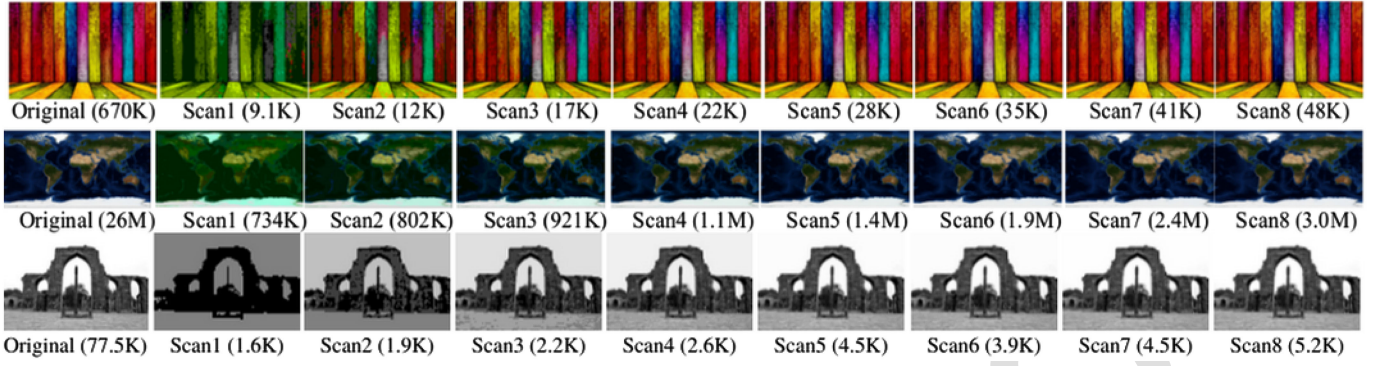 Original (670K) Scan1 (9.1K) Scan2 (12K) Scan3 (17K) Scan4 (22K) Scan5 (28K) Scan6 (35K) Scan7 (41K) Scan8 (48K)
Original (26M) Scan1 (734K) Scan2 (802K) Scan3 (921K) Scan4 (1.1M) Scan5 (1.4M) Scan6 (1.9M) Scan7 (2.4M) Scan8 (3.0M)
Original (77.5K) Scan1 (1.6K) Scan2 (1.9K) Scan3 (2.2K) Scan4 (2.6K) Scan5 (4.5K) Scan6 (3.9K) Scan7 (4.5K) Scan8 (5.2K)